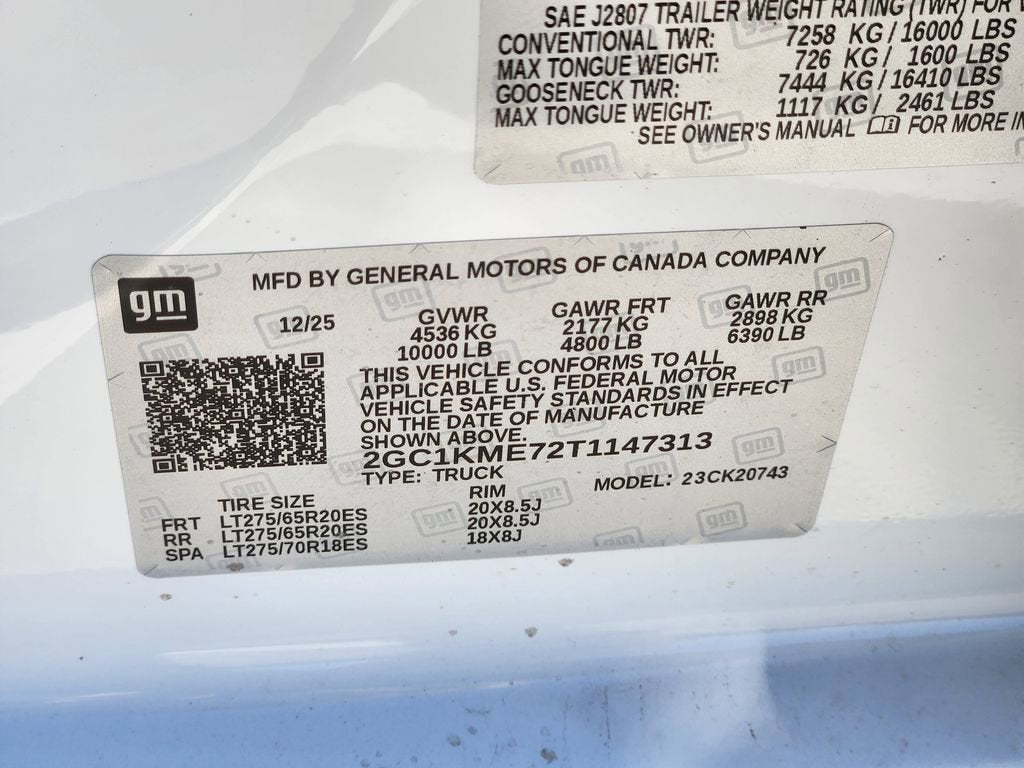 SAE J2807 TRAILER WEIGHT RATING (TWR) FOR
CONVENTIONAL TWR: 7258 KG / 16000 LBS
MAX TONGUE WEIGHT: 726 KG / 1600 LBS
GOOSENECK TWR: 7444 KG / 16410 LBS
MAX TONGUE WEIGHT: 1117 KG / 2461 LBS
SEE OWNER'S MANUAL FOR MORE
gm
MFD BY GENERAL MOTORS OF CANADA COMPANY
12/25
GVWR
4536 KG
10000 LB
GAWR FRT
2177 KG
4800 LB
GAWR RR
2898 KG
6390 LB
THIS VEHICLE CONFORMS TO ALL
APPLICABLE U.S. FEDERAL MOTOR
VEHICLE SAFETY STANDARDS IN EFFECT
ON THE DATE OF MANUFACTURE
SHOWN ABOVE.
2GC1KME72T1147313
TYPE: TRUCK
MODEL: 23CK20743
TIRE SIZE RIM
FRT LT275/65R20ES 20X8.5J
RR LT275/65R20ES 20X8.5J
SPA LT275/70R18ES 18X8J